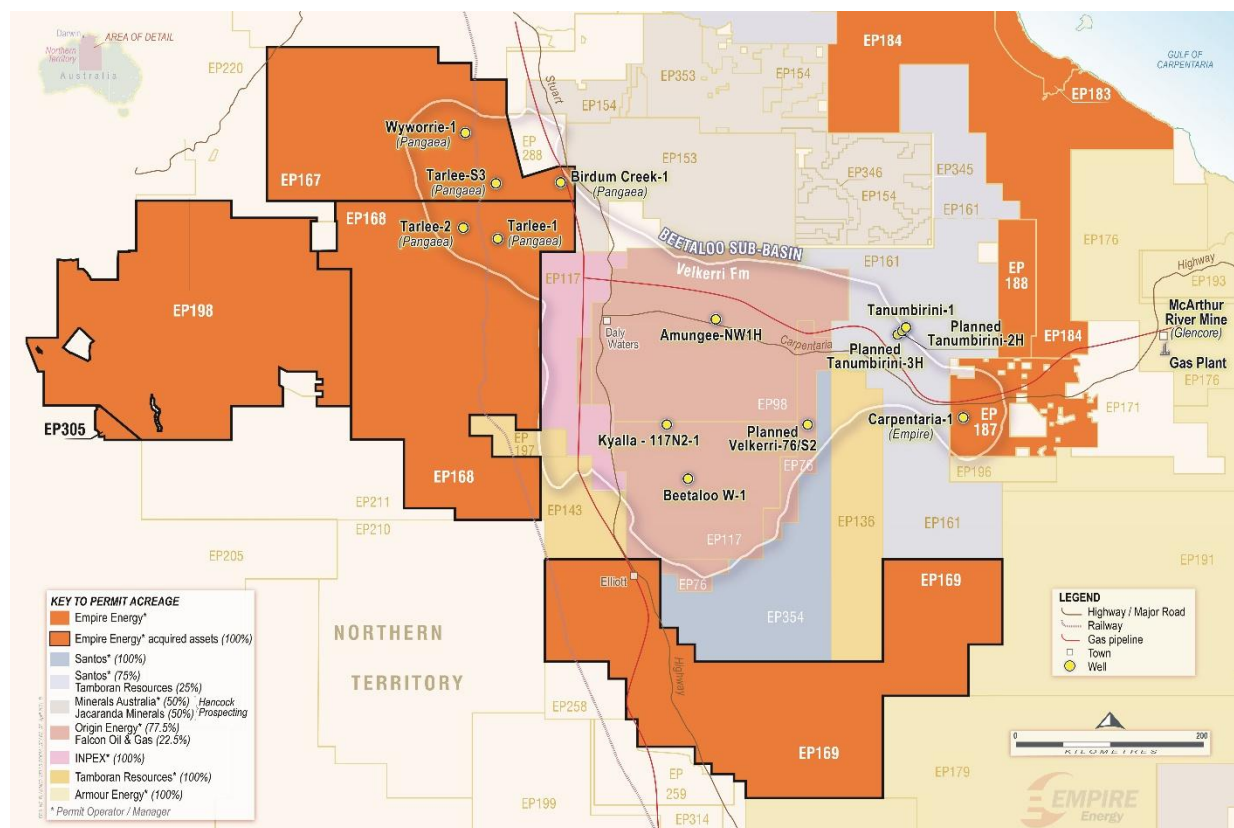 Darwin
AREA OF DETAIL
Northern
Territory
Australia
EP220
EP167
Wyworrie-1
(Pangaea)
Tarlee-S3
(Pangaea)
Birdum Creek-1
(Pangaea)
Stuart
EP154
EP
288
EP353
EP154
EP153
EP346
EP154
EP184
EP183
GULF OF
CARPENTARIA
EP345
EP161
EP176
EP168
Tarlee-2
(Pangaea)
Tarlee-1
(Pangaea)
BEETALOO SUB-BASIN
Velkerri Fm
EP117
EP161
EP
188
EP184
Highway
EP193
McArthur
River Mine
(Glencore)
Gas Plant
EP176
EP198
Daly
Waters
Amungee-NW1H
Carpentaria
Tanumbirini-1
Planned
Tanumbirini-2H
Planned
Tanumbirini-3H
EP305
EP98
Carpentaria-1
(Empire)
EP
187
EP171
EP
197
Kyalla - 117N2-1
Planned
Velkerri-76/S2
EP76
EP196
EP168
Beetaloo W-1
EP211
EP210
EP143
EP117
EP136
EP161
EP205
EP191
Elliott
EP76
EP169
EP354
NORTHERN
TERRITORY
Highway
EP258
EP169
EP
259
EP179
EP199
EP314
KEY TO PERMIT ACREAGE
Empire Energy*
Empire Energy* acquired assets (100%)
Santos* (100%)
Santos* (75%)
Tamboran Resources (25%)
Minerals Australia* (50%)
Jacaranda Minerals (50%)
Hancock
Prospecting
Origin Energy* (77.5%)
Falcon Oil & Gas (22.5%)
INPEX* (100%)
Tamboran Resources* (100%)
Armour Energy* (100%)
* Permit Operator / Manager
LEGEND
Highway / Major Road
Railway
Gas pipeline
Town
Well
0
200
KILOMETRES
EMPIRE
Energy